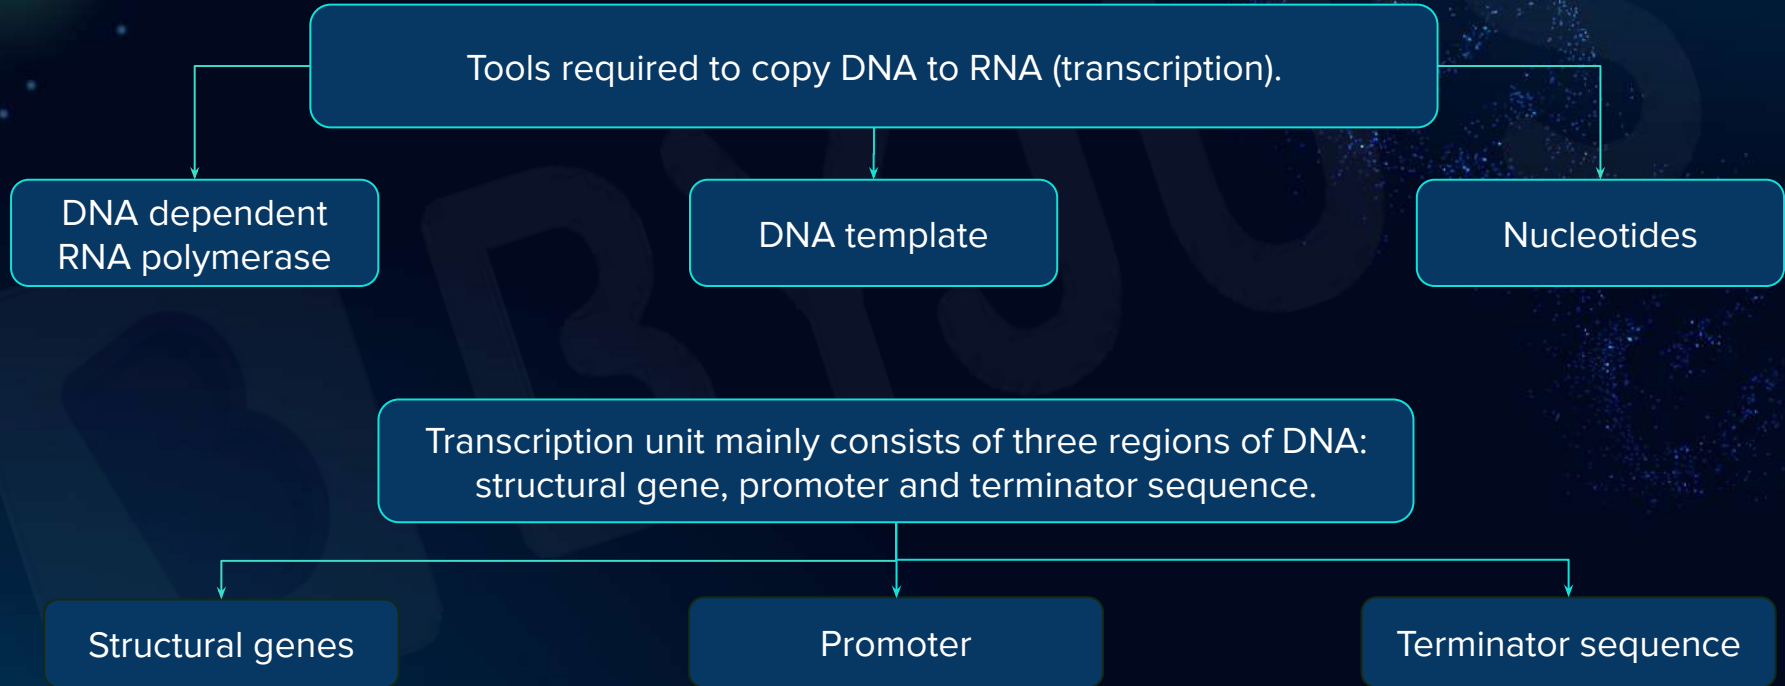 Tools required to copy DNA to RNA (transcription).
DNA dependent
RNA polymerase
DNA template
Nucleotides
Transcription unit mainly consists of three regions of DNA:
structural gene, promoter and terminator sequence.
Structural genes
Promoter
Terminator sequence
BYJU'S